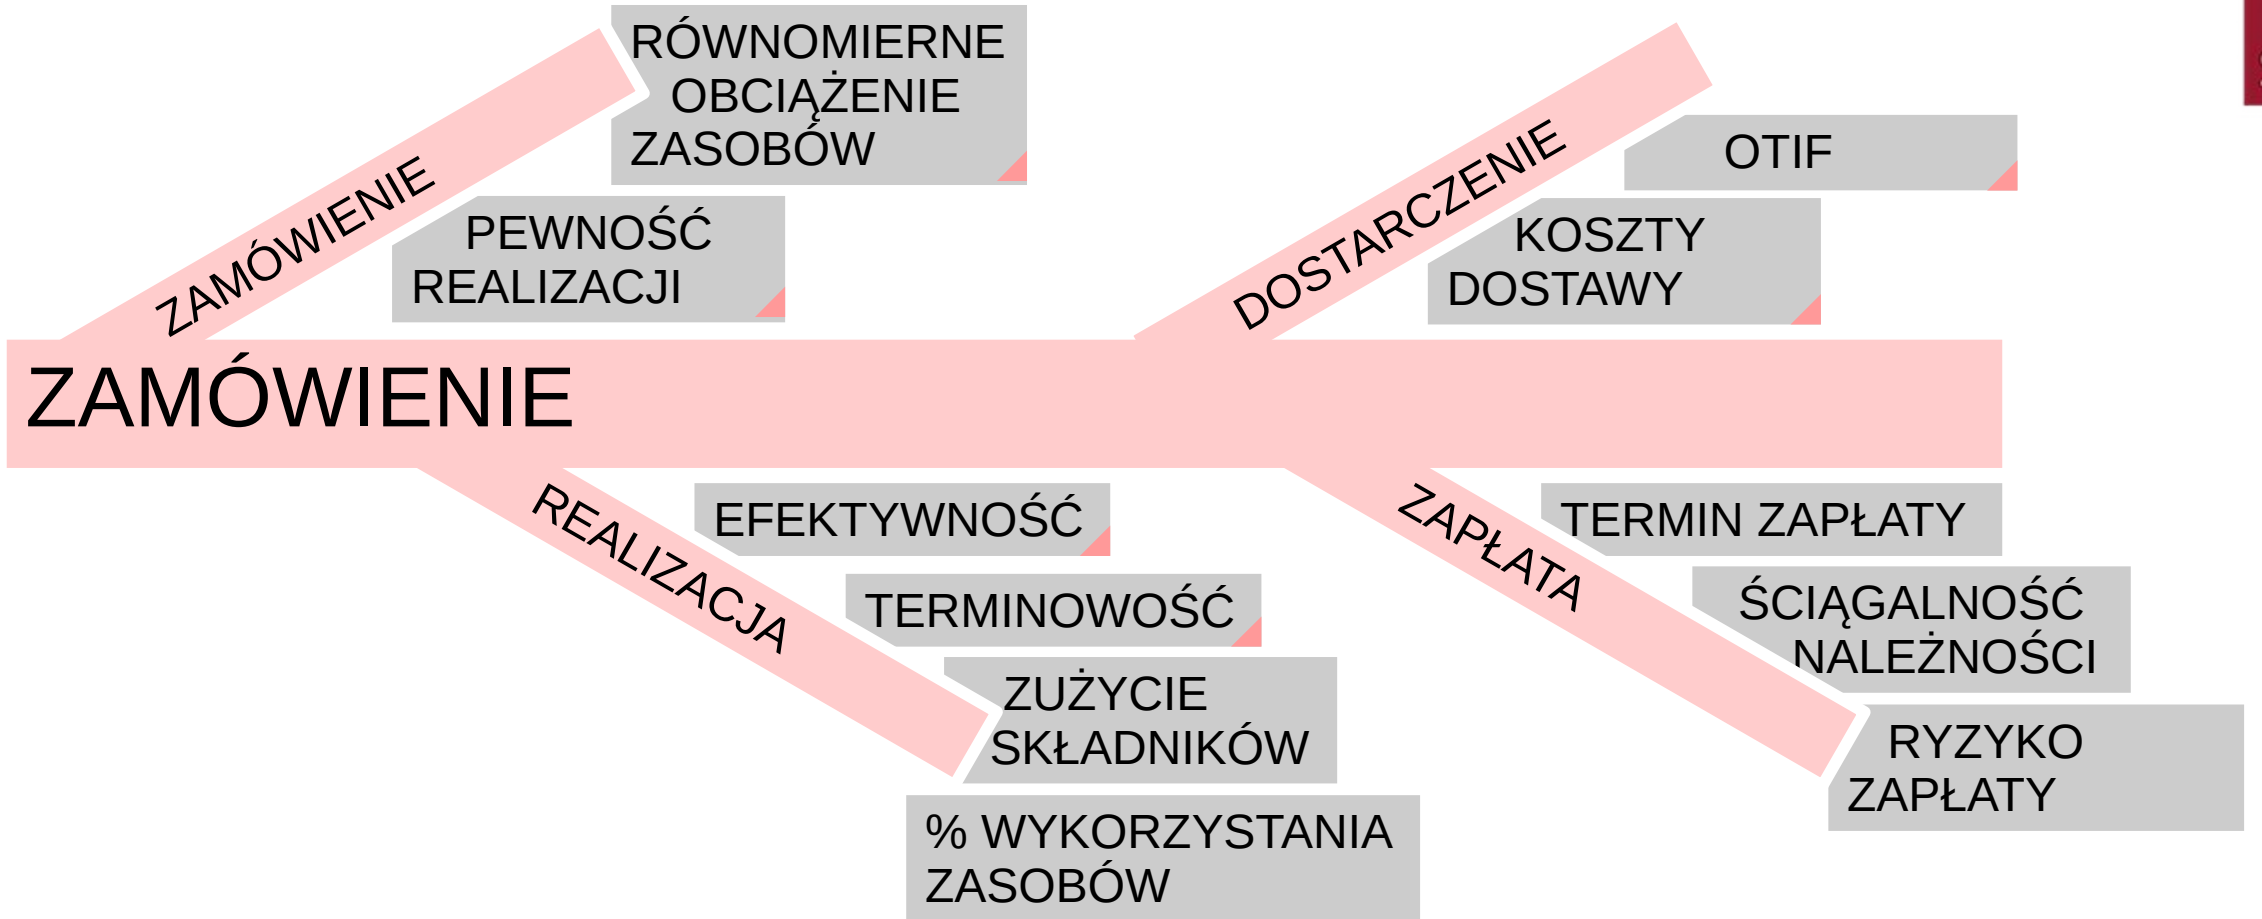 RÓWNOMIERNE
OBCIĄŻENIE
ZASOBÓW
ZAMÓWIENIE
PEWNOŚĆ
REALIZACJI
DOSTARCZENIE
OTIF
KOSZTY
DOSTAWY
ZAMÓWIENIE
REALIZACJA
EFEKTYWNOŚĆ
TERMINOWOŚĆ
ZUŻYCIE
SKŁADNIKÓW
% WYKORZYSTANIA
ZASOBÓW
ZAPŁATA
TERMIN ZAPŁATY
ŚCIĄGALNOŚĆ
NALEŻNOŚCI
RYZYKO
ZAPŁATY